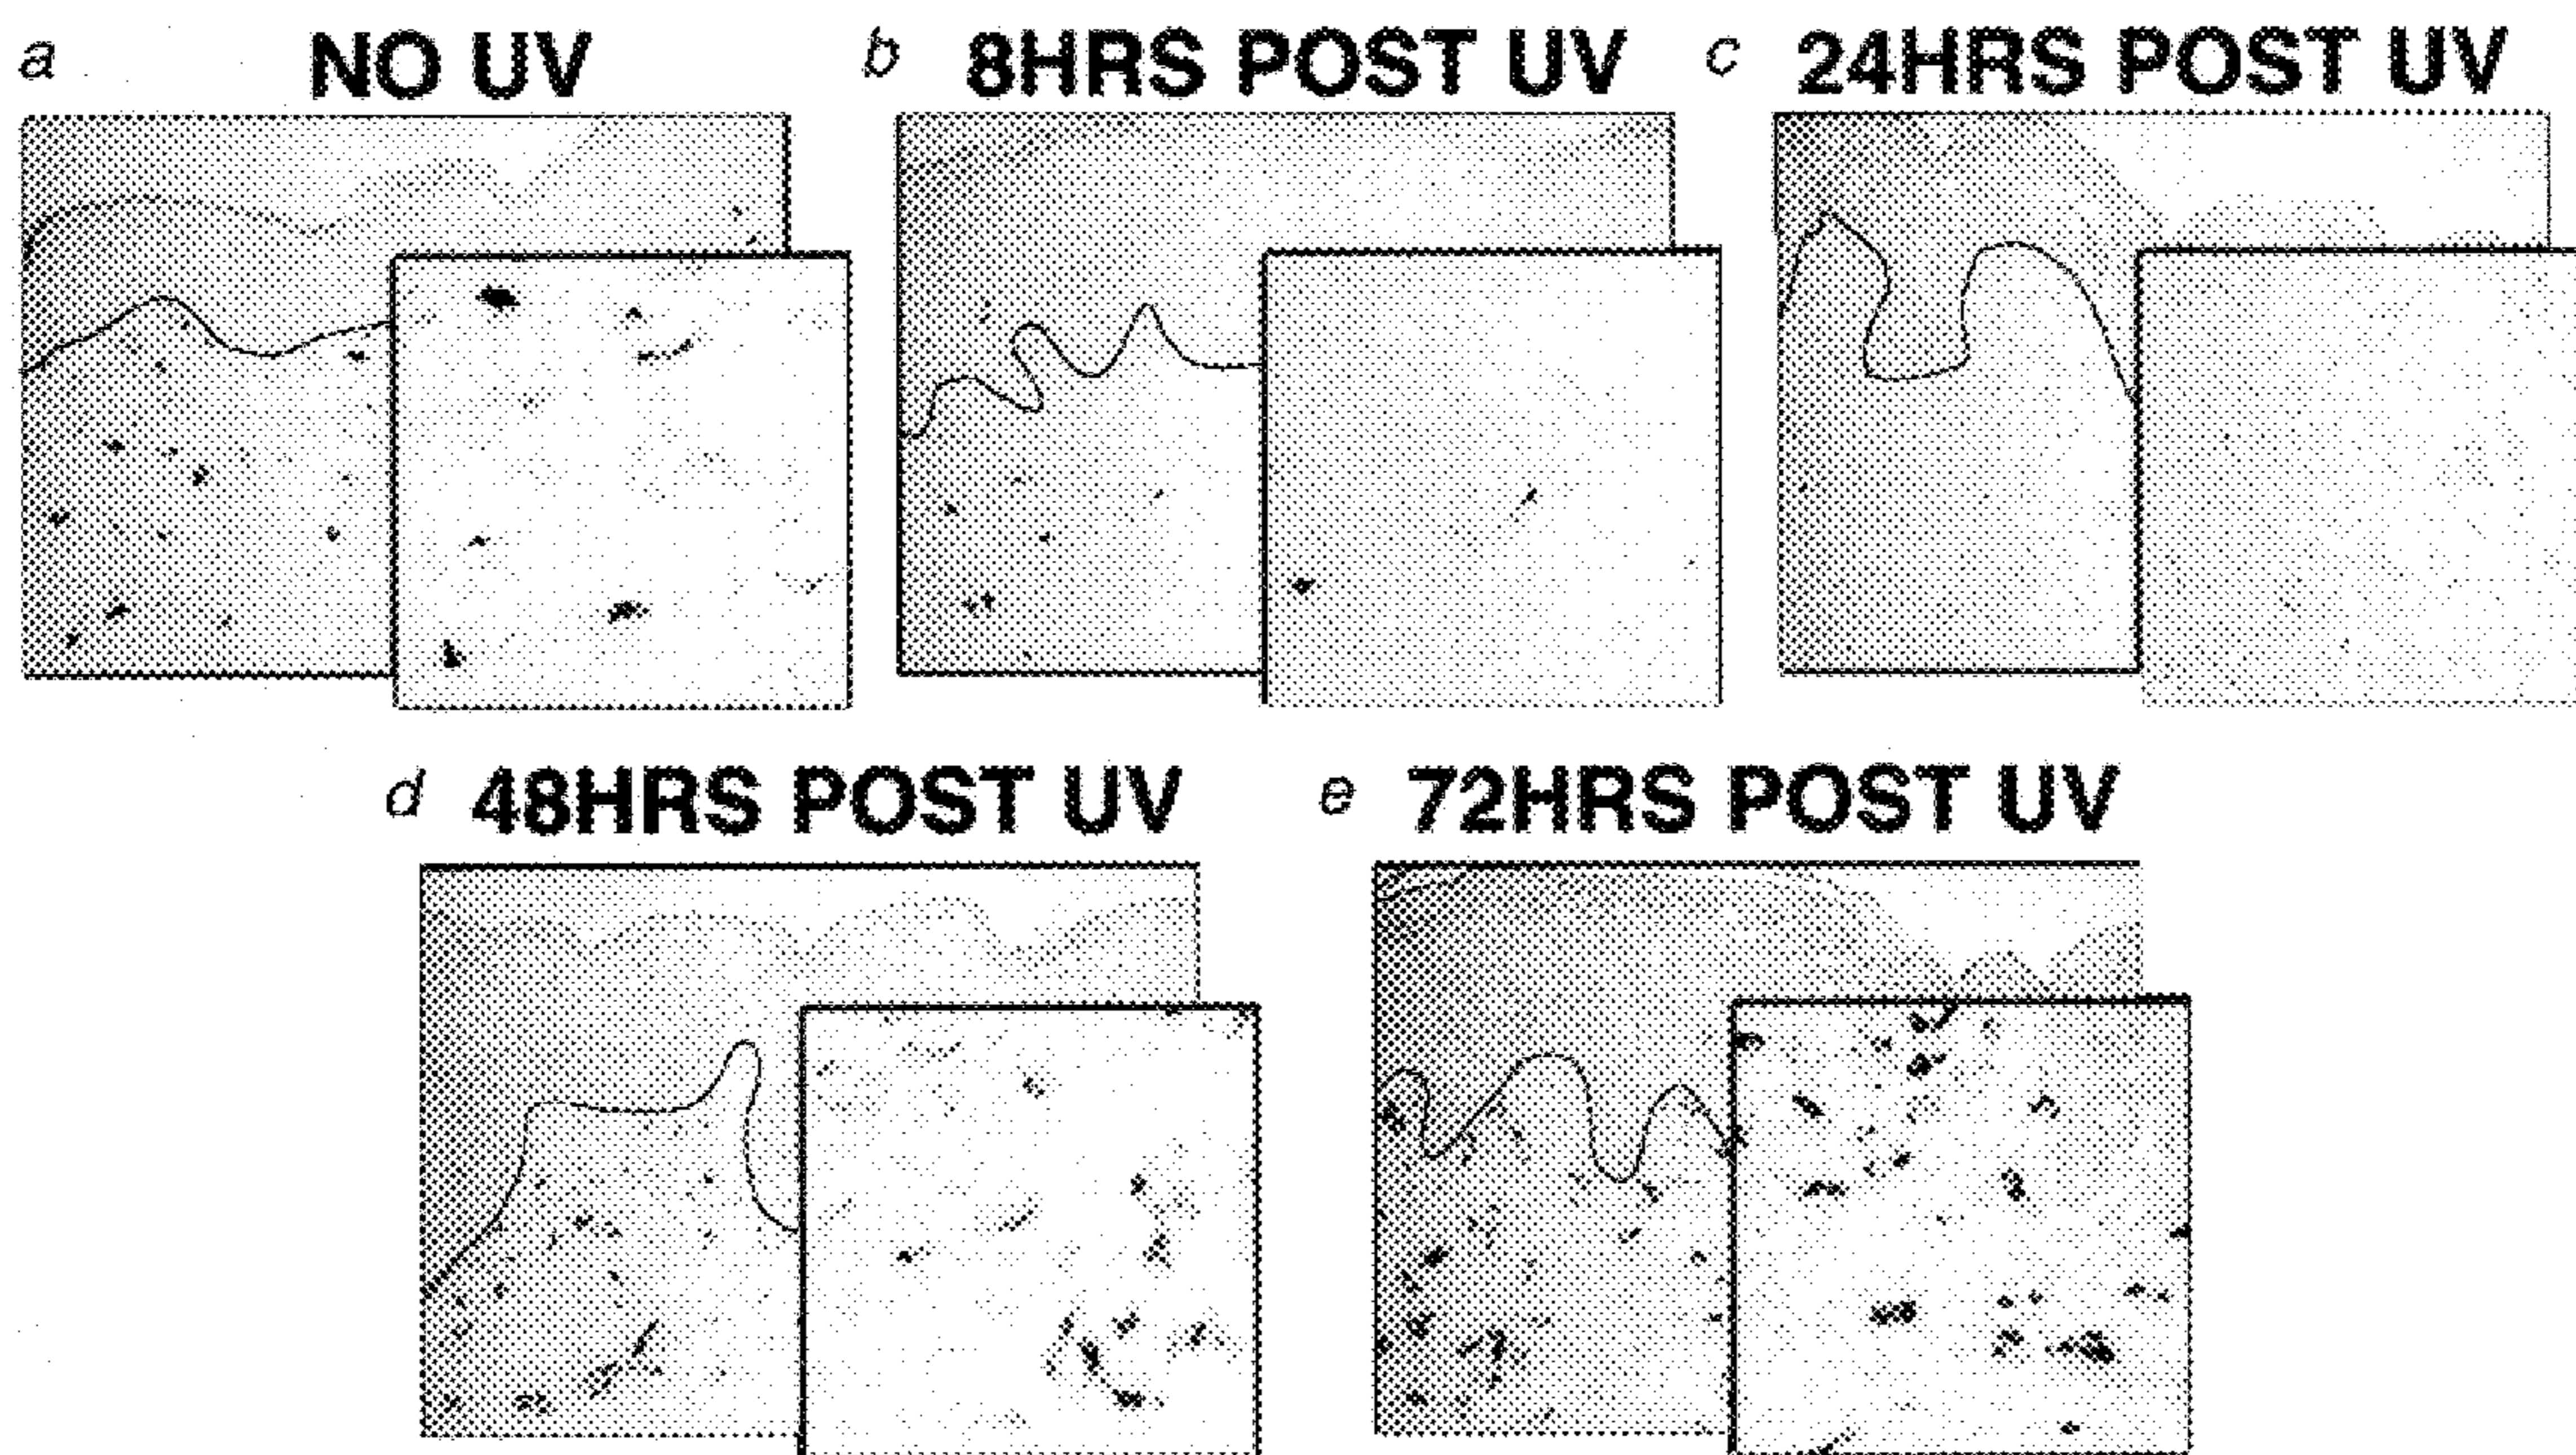 a NO UV b 8HRS POST UV c 24HRS POST UV
d 48HRS POST UV e 72HRS POST UV